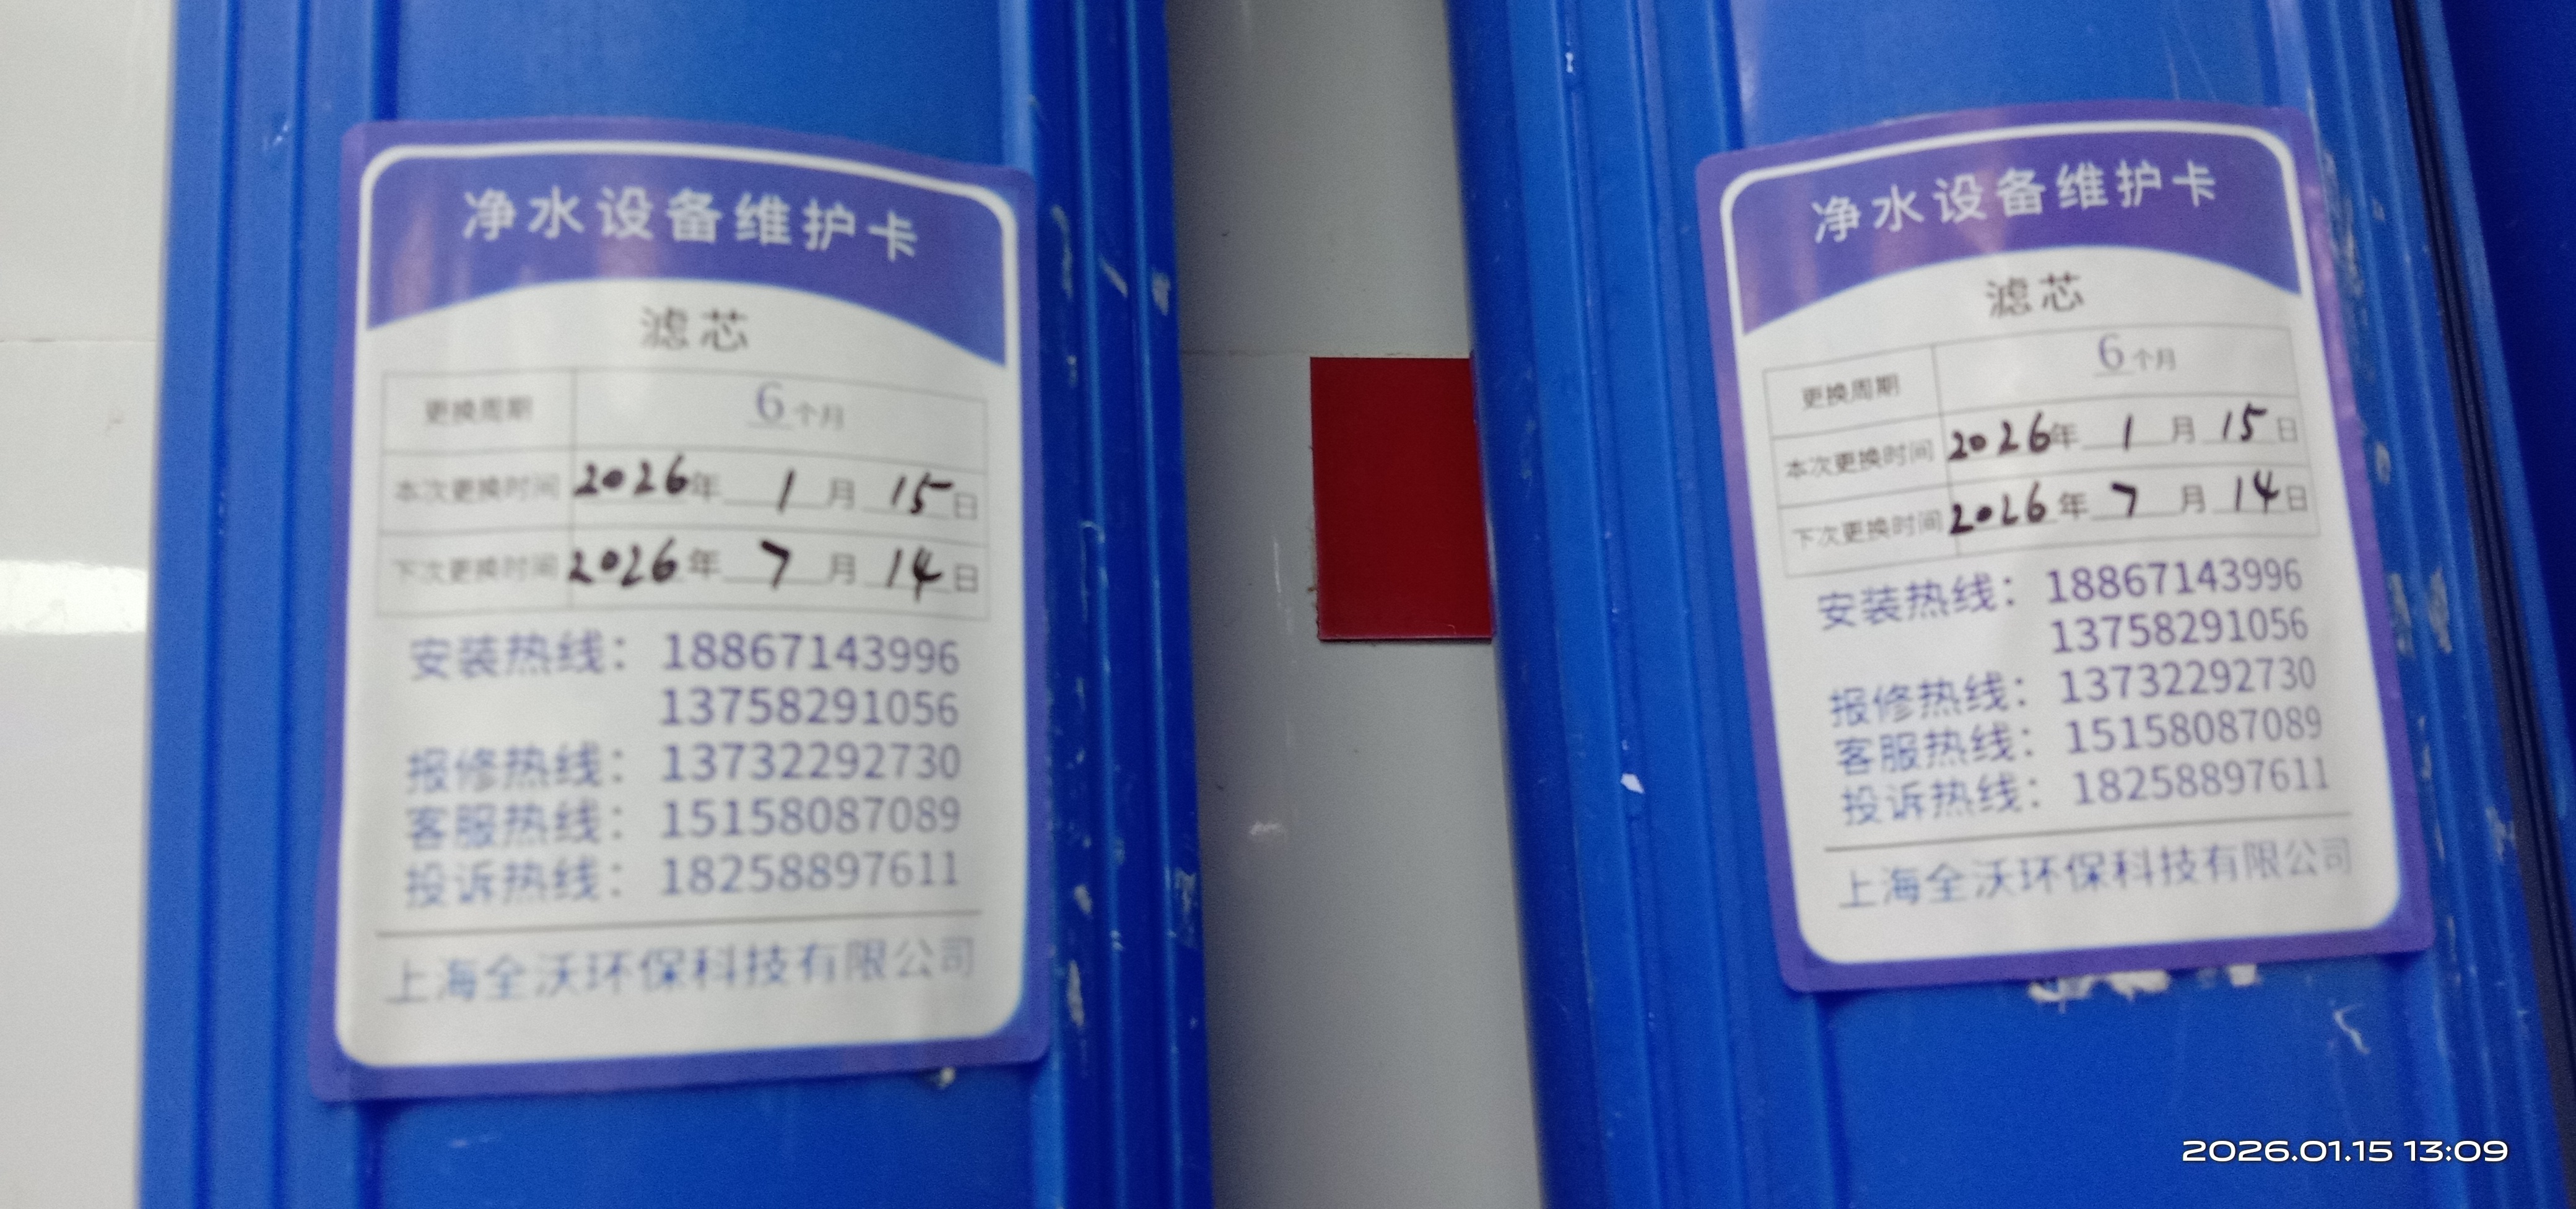 净水设备维护卡
滤芯
更换周期 6个月
本次更换时间 2026年 1 月 15日
下次更换时间 2026年 7 月 14日
安装热线：18867143996
13758291056
报修热线：13732292730
客服热线：15158087089
投诉热线：18258897611
上海全沃环保科技有限公司
净水设备维护卡
滤芯
更换周期 6个月
本次更换时间 2026年 1 月 15日
下次更换时间 2026年 7 月 14日
安装热线：18867143996
13758291056
报修热线：13732292730
客服热线：15158087089
投诉热线：18258897611
上海全沃环保科技有限公司
2026.01.15 13:09